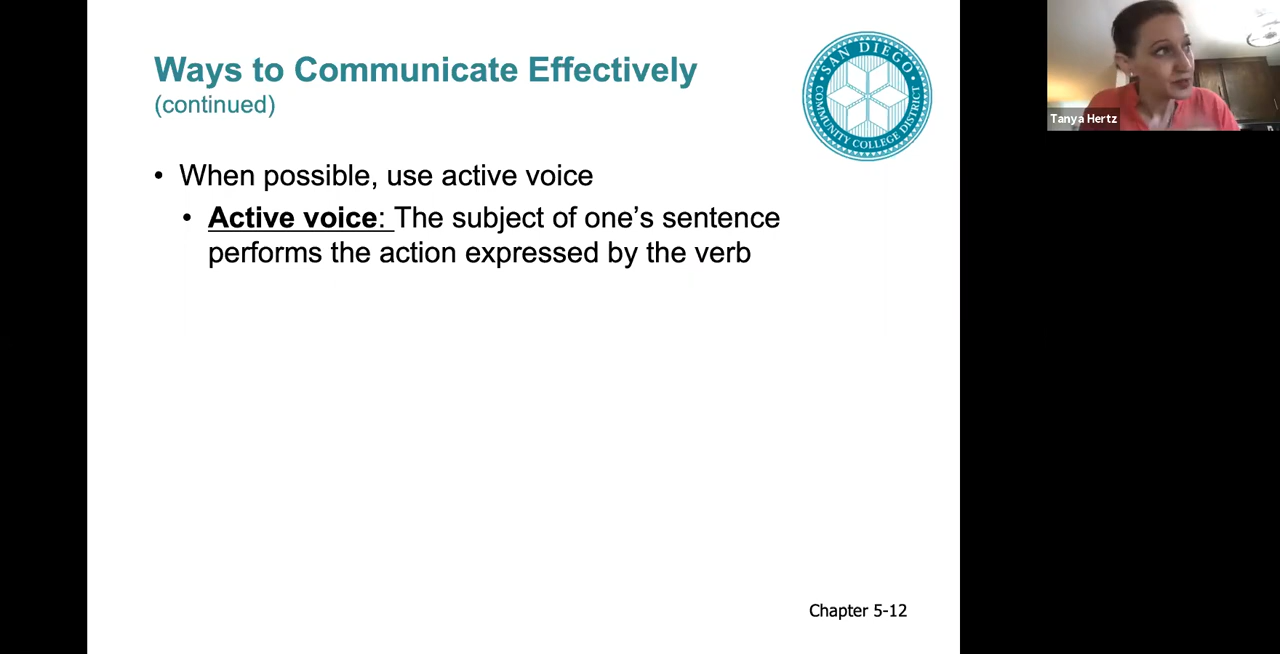 Ways to Communicate Effectively
(continued)
• When possible, use active voice
• Active voice: The subject of one’s sentence
performs the action expressed by the verb
SAN DIEGO
COMMUNITY COLLEGE DISTRICT
Chapter 5-12
Tanya Hertz